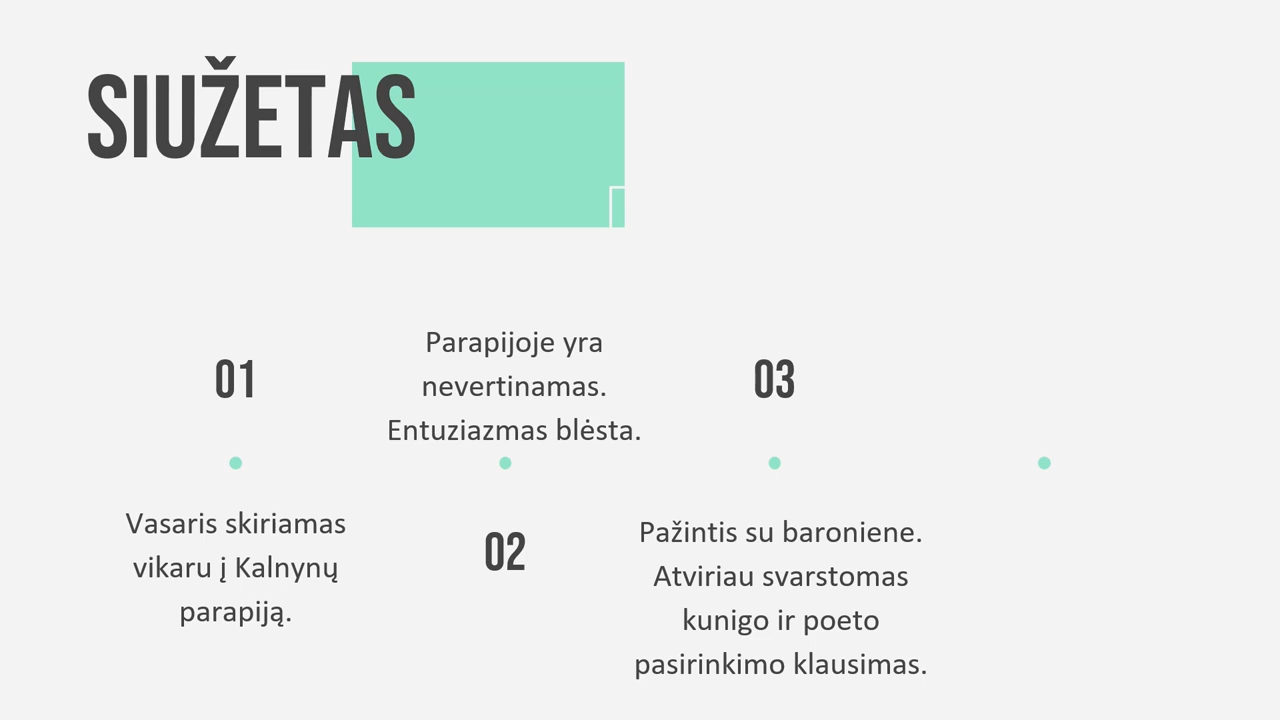 SIUŽETAS
01
Vasaris skiriamas
vikaru į Kalnynų
parapiją.
Parapijoje yra
nevertinamas.
Entuziazmas blėsta.
02
03
Pažintis su baroniene.
Atviriau svarstomas
kunigo ir poeto
pasirinkimo klausimas.